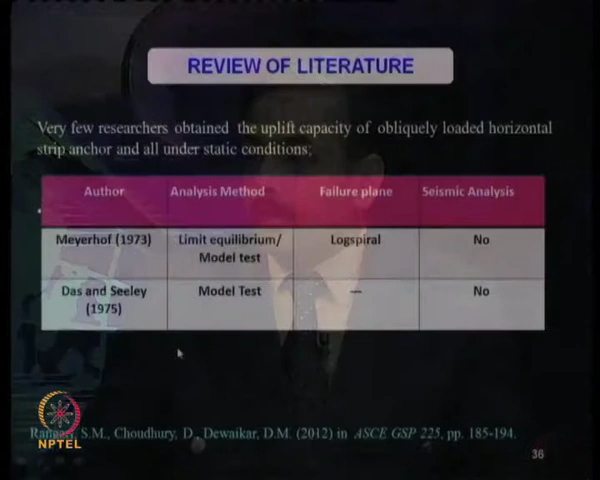 REVIEW OF LITERATURE
Very few researchers obtained the uplift capacity of obliquely loaded horizontal
strip anchor and all under static conditions;
Author Analysis Method Failure plane Seismic Analysis
Meyerhof (1973) Limit equilibrium/ Logspiral No
Model test
Das and Seeley Model Test — No
(1975)
S.M., Choudhury, D., Dewaikar, D.M. (2012) in ASCE GSP 225, pp. 185-194.
NPTEL
36